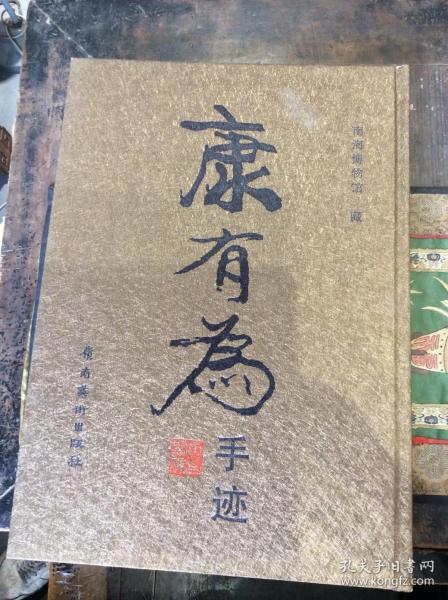 南海博物馆 藏
康有為
手迹
嶺南美術出版社
孔夫子旧书网
www.kongfz.com